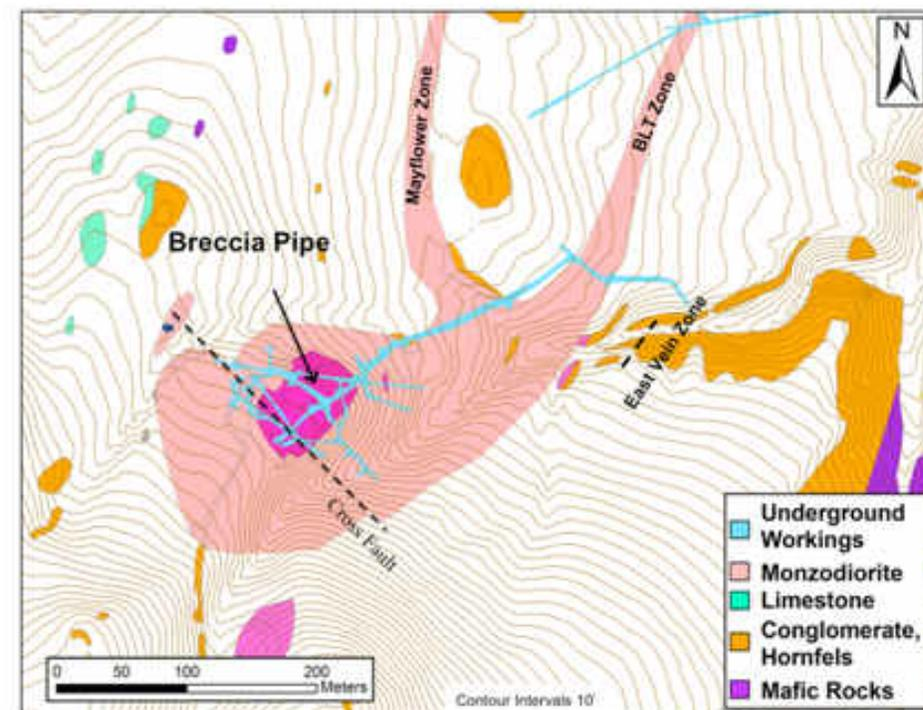 N
Mayflower Zone
BLT Zone
Breccia Pipe
East Vein Zone
Cross Fault
Underground
Workings
Monzodiorite
Limestone
Conglomerate,
Hornfels
Mafic Rocks
0 50 100 200
Meters
Contour Intervals 10'